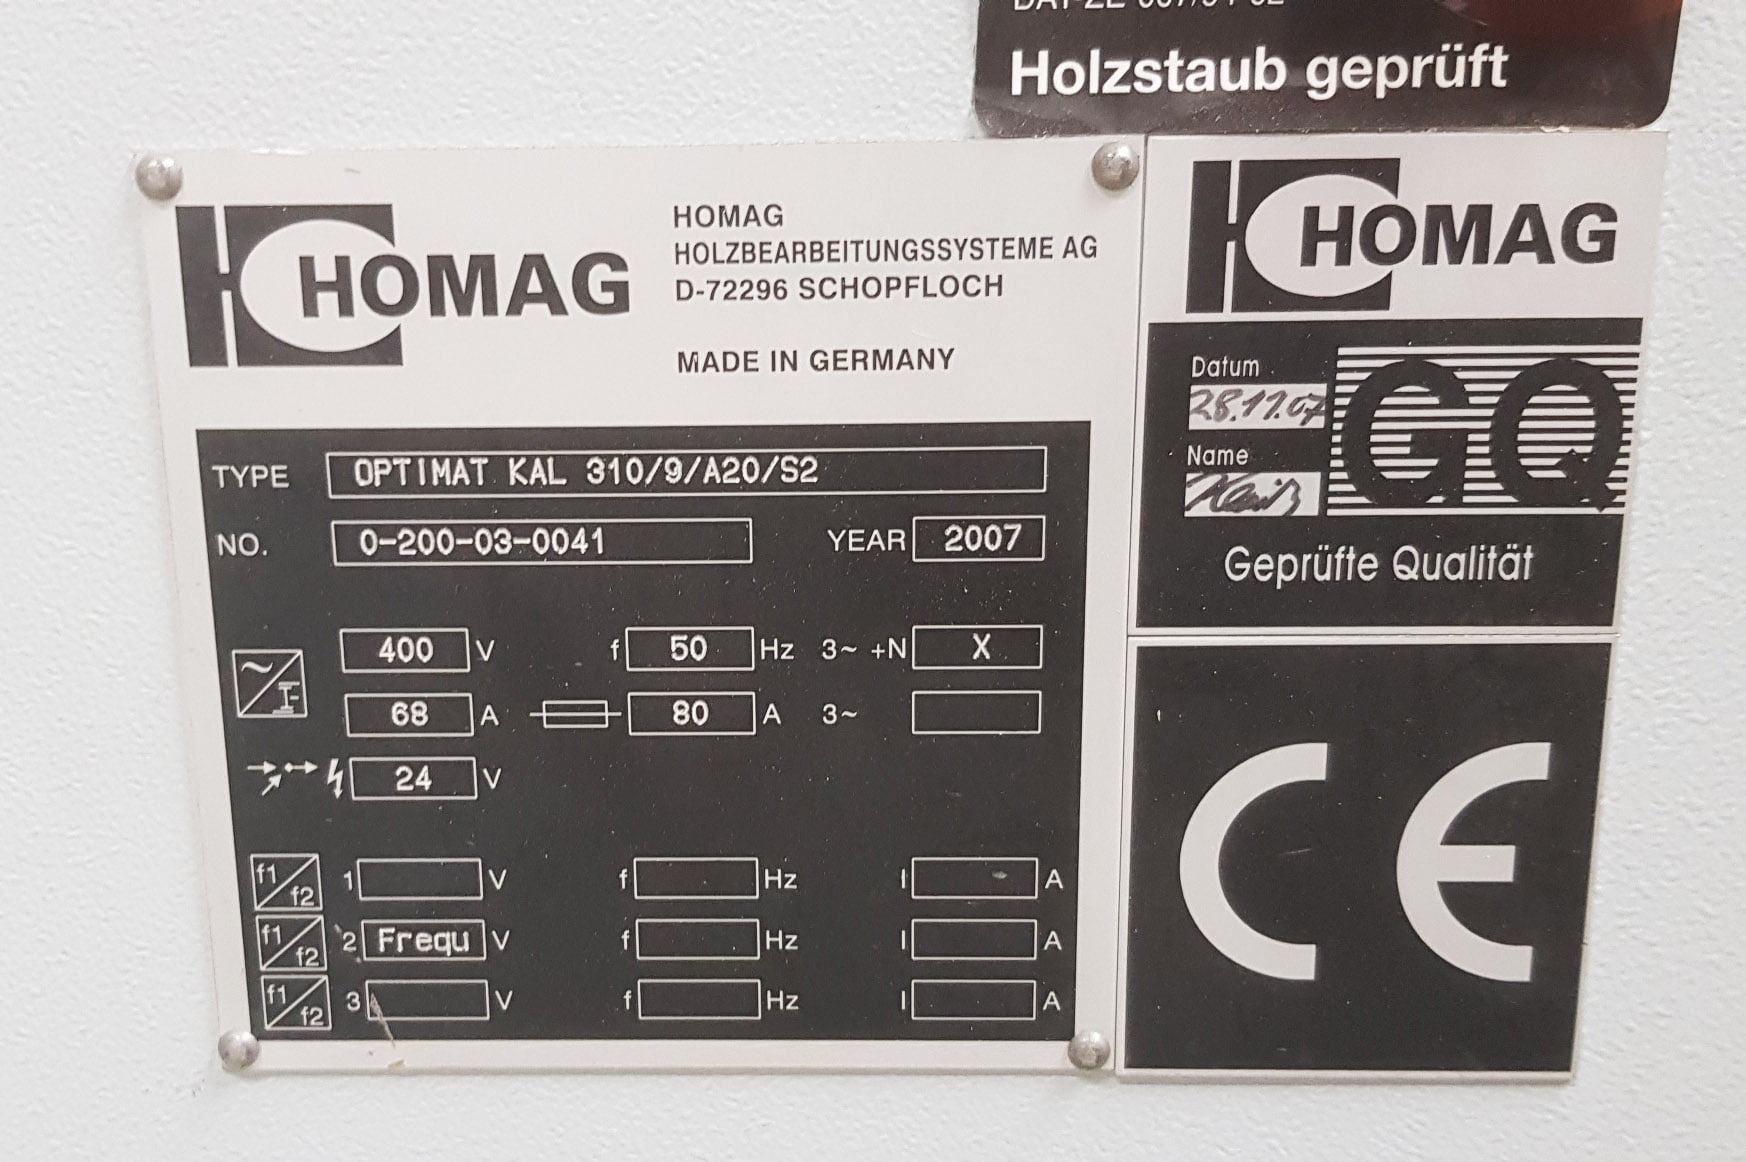 Holzstaub geprüft
HOMAG
HOMAG
HOLZBEARBEITUNGSSYSTEME AG
D-72296 SCHOPFLOCH
MADE IN GERMANY
TYPE OPTIMAT KAL 310/9/A20/S2
NO. 0-200-03-0041 YEAR 2007
400 V f 50 Hz 3~ +N X
68 A 80 A 3~
24 V
f1/f2 1 V f Hz I A
f1/f2 2 Frequ V f Hz I A
f1/f2 3 V f Hz I A
HOMAG
Datum
28.11.07
Name
GQ
Geprüfte Qualität
CE